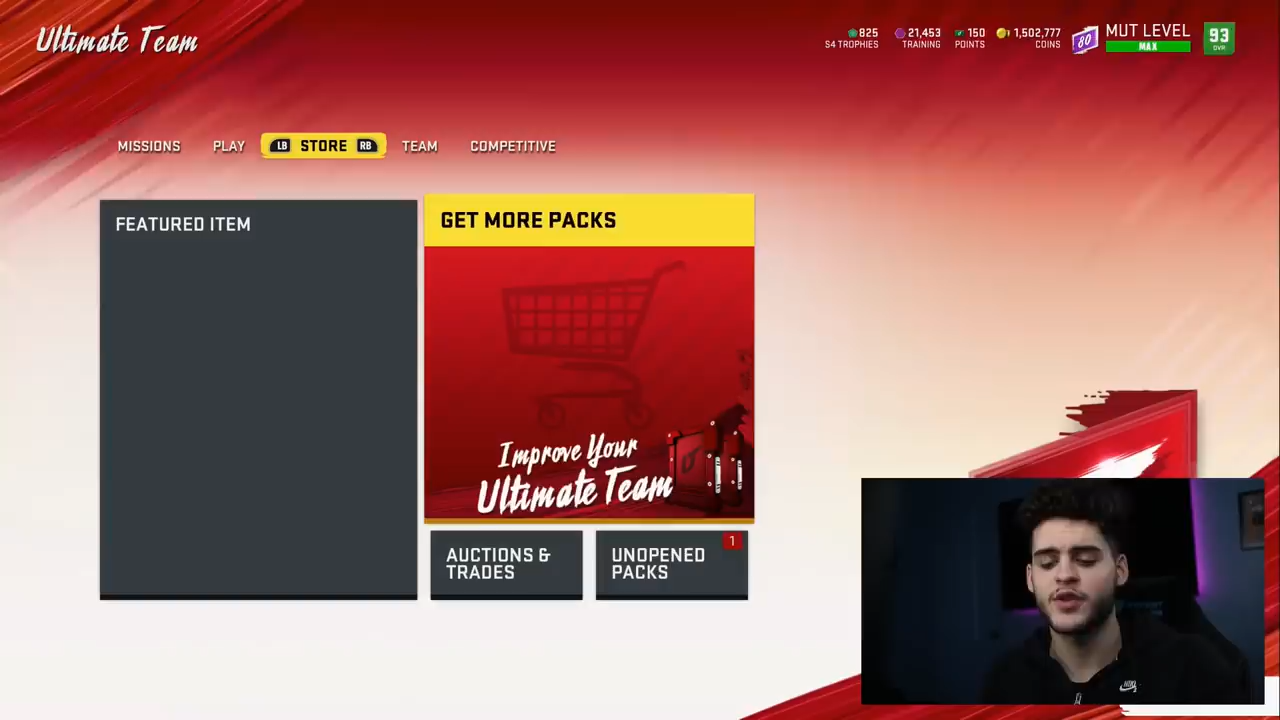 Ultimate Team
825
S4 TROPHIES
21,453
TRAINING
150
POINTS
1,502,777
COINS
80
MUT LEVEL
MAX
93
OVR
MISSIONS
PLAY
LB STORE RB
TEAM
COMPETITIVE
FEATURED ITEM
GET MORE PACKS
Improve Your
Ultimate Team
AUCTIONS &
TRADES
UNOPENED
PACKS
1